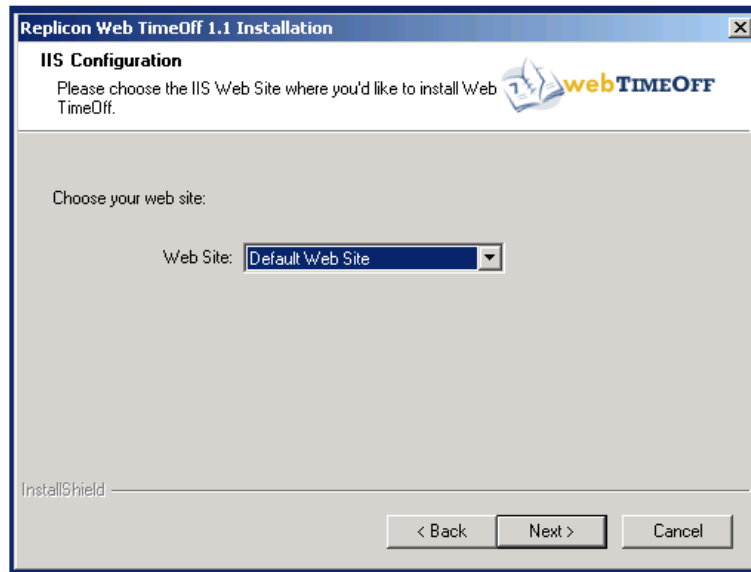 Replicon Web TimeOff 1.1 Installation
IIS Configuration
Please choose the IIS Web Site where you'd like to install Web
TimeOff.
webTIMEOFF
Choose your web site:
Web Site: Default Web Site
InstallShield
< Back Next > Cancel